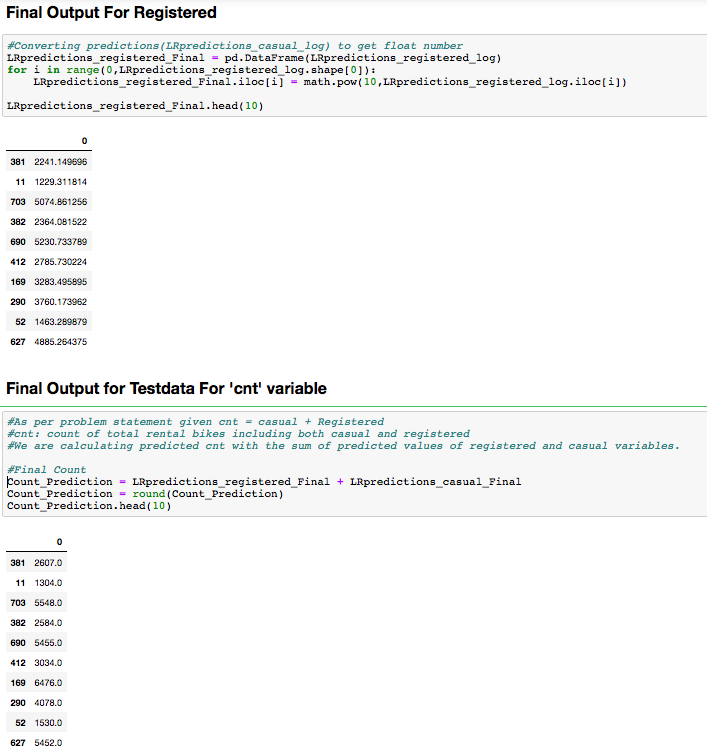 Final Output For Registered
#Converting predictions(LRpredictions_casual_log) to get float number
LRpredictions_registered_Final = pd.DataFrame(LRpredictions_registered_log)
for i in range(0,LRpredictions_registered_log.shape[0]):
    LRpredictions_registered_Final.iloc[i] = math.pow(10,LRpredictions_registered_log.iloc[i])
LRpredictions_registered_Final.head(10)
0
381 2241.149696
11 1229.311814
703 5074.861256
382 2364.081522
690 5230.733789
412 2785.730224
169 3283.495895
290 3760.173962
52 1463.289879
627 4885.264375
Final Output for Testdata For 'cnt' variable
#As per problem statement given cnt = casual + Registered
#cnt: count of total rental bikes including both casual and registered
#We are calculating predicted cnt with the sum of predicted values of registered and casual variables.
#Final Count
Count_Prediction = LRpredictions_registered_Final + LRpredictions_casual_Final
Count_Prediction = round(Count_Prediction)
Count_Prediction.head(10)
0
381 2607.0
11 1304.0
703 5548.0
382 2584.0
690 5455.0
412 3034.0
169 6476.0
290 4078.0
52 1530.0
627 5452.0